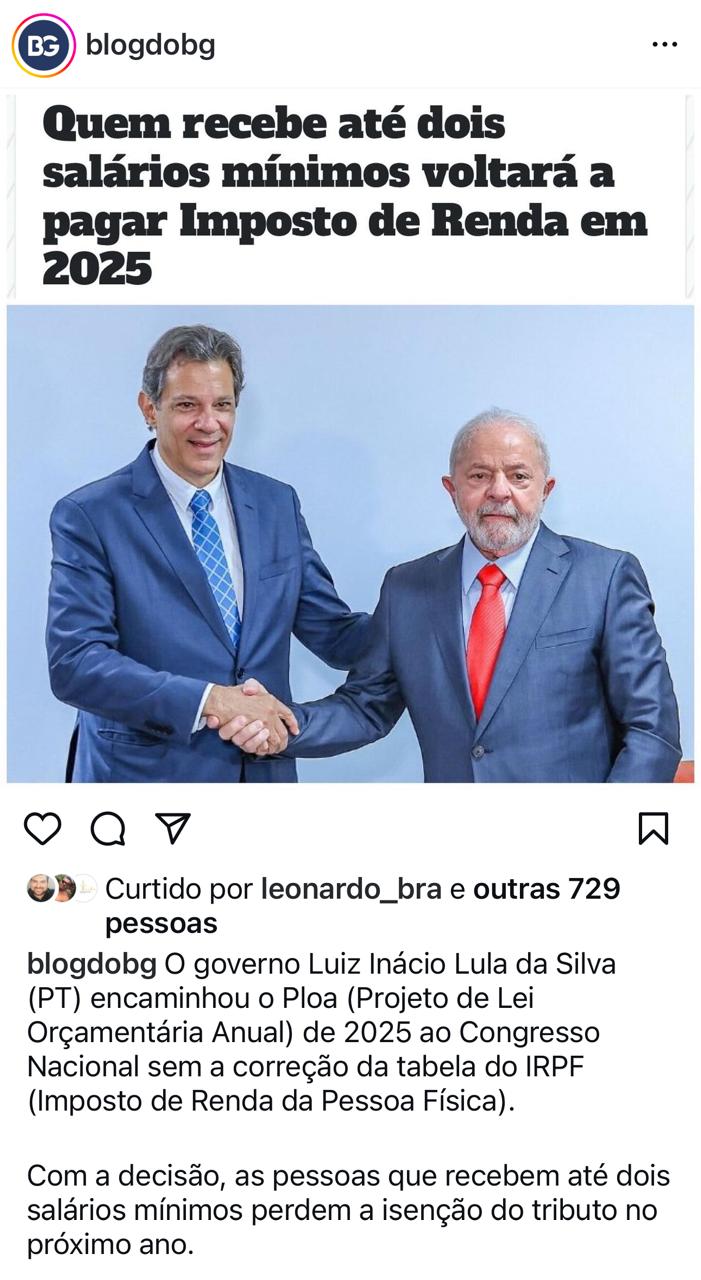 BG blogdobg
Quem recebe até dois
salários mínimos voltará a
pagar Imposto de Renda em
2025
Curtido por leonardo_bra e outras 729
pessoas
blogdobg O governo Luiz Inácio Lula da Silva
(PT) encaminhou o Ploa (Projeto de Lei
Orçamentária Anual) de 2025 ao Congresso
Nacional sem a correção da tabela do IRPF
(Imposto de Renda da Pessoa Física).
Com a decisão, as pessoas que recebem até dois
salários mínimos perdem a isenção do tributo no
próximo ano.